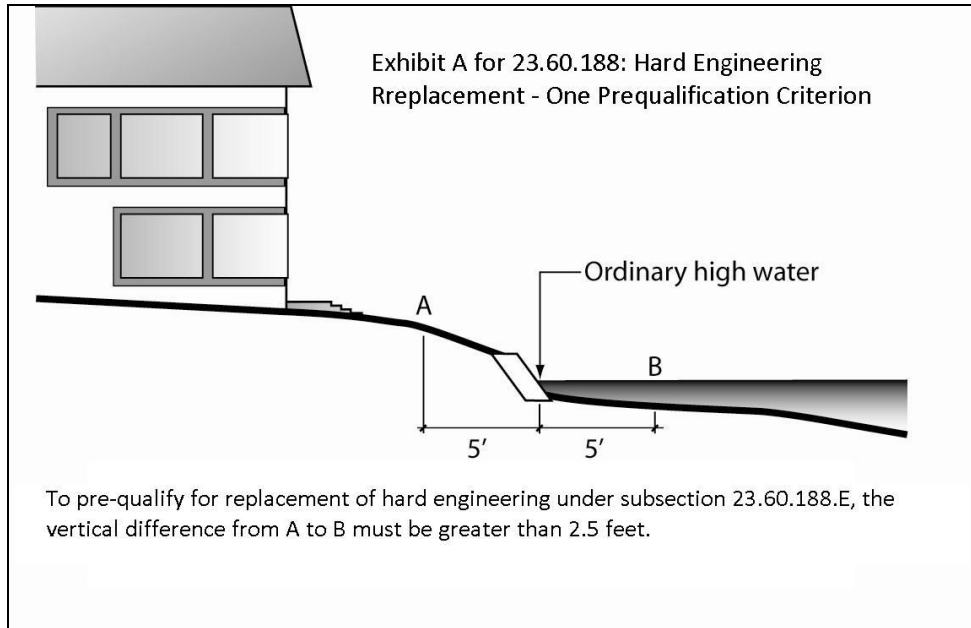 Exhibit A for 23.60.188: Hard Engineering
Rreplacement - One Prequalification Criterion
Ordinary high water
A
B
5′
5′
To pre-qualify for replacement of hard engineering under subsection 23.60.188.E, the
vertical difference from A to B must be greater than 2.5 feet.